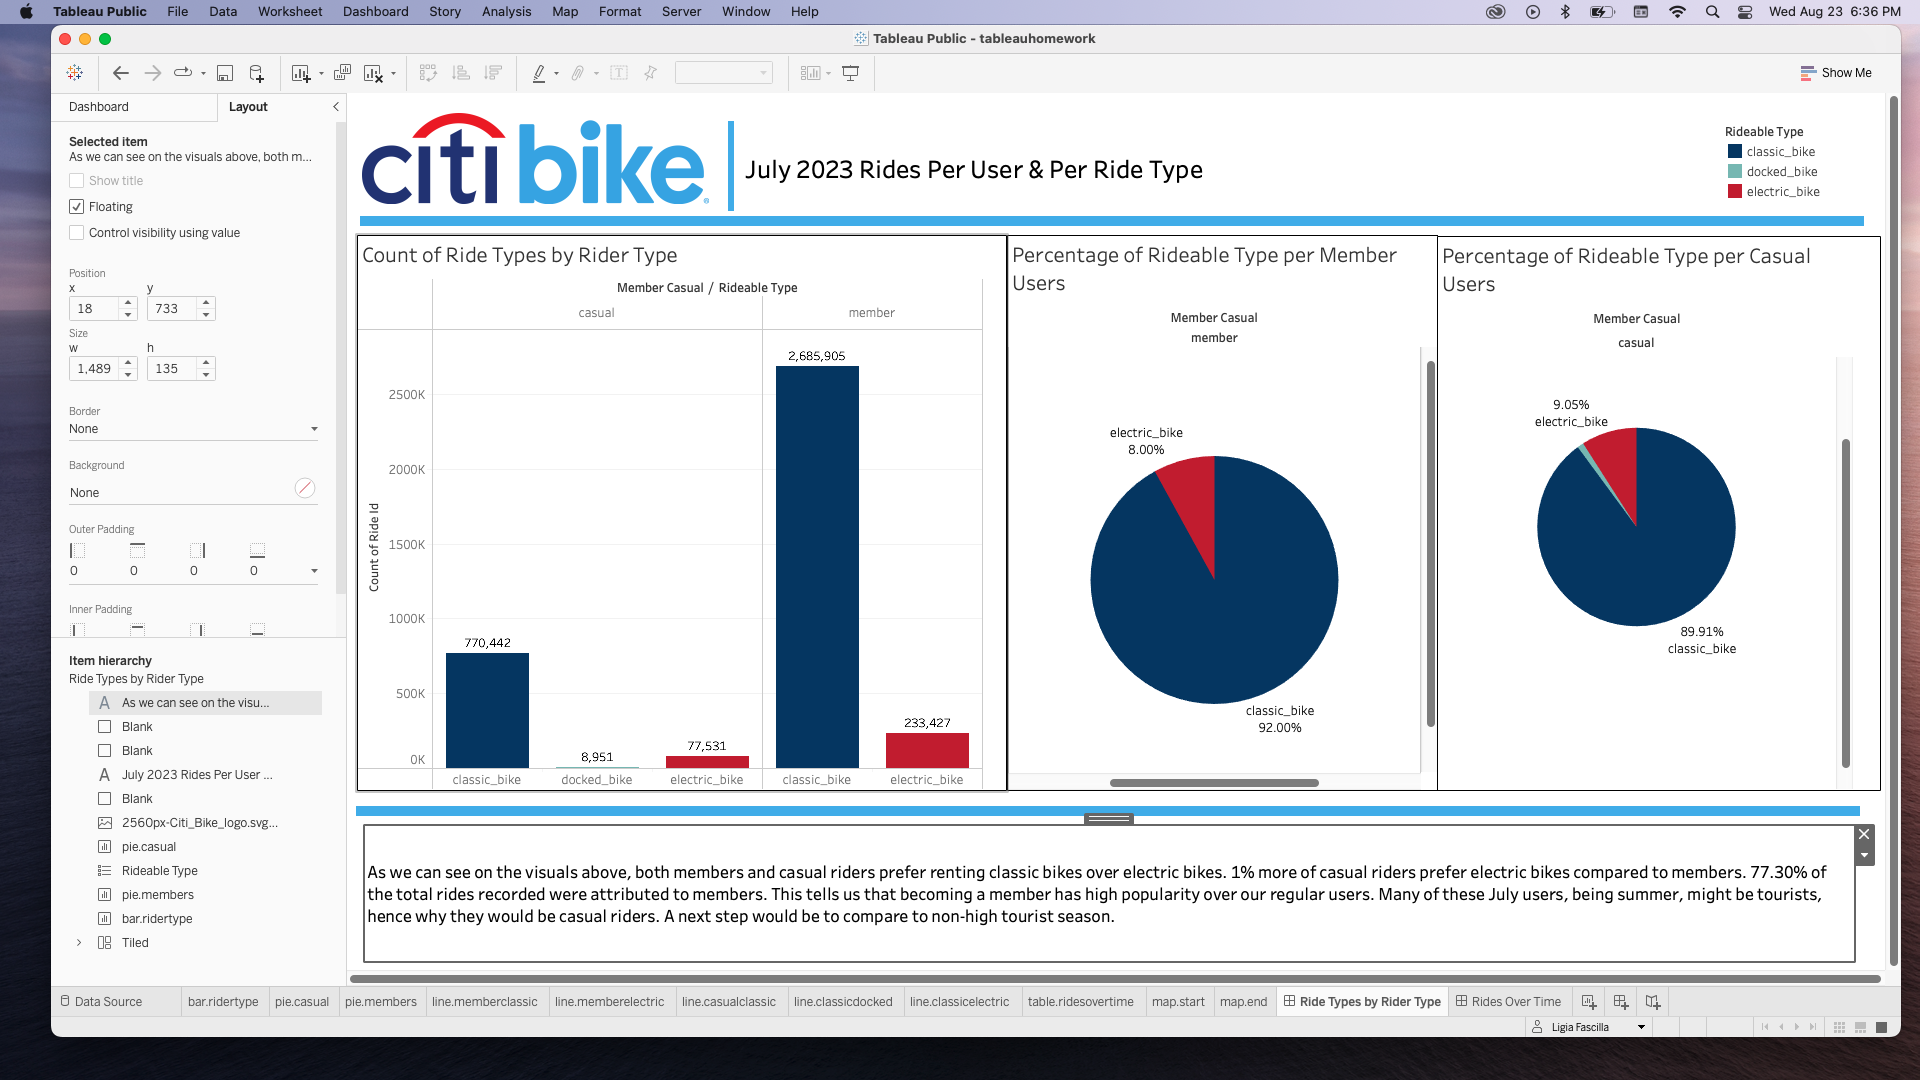 Tableau Public File Data Worksheet Dashboard Story Analysis Map Format Server Window Help Wed Aug 23 6:36 PM
Tableau Public - tableauhomework
Show Me
Dashboard Layout
Selected item
As we can see on the visuals above, both m...
Show title
Floating
Control visibility using value
Position
x y
18 733
Size
w h
1,489 135
Border
None
Background
None
Outer Padding
0 0 0 0
Inner Padding
Item hierarchy
Ride Types by Rider Type
As we can see on the visu...
Blank
Blank
July 2023 Rides Per User ...
Blank
2560px-Citi_Bike_logo.svg...
pie.casual
Rideable Type
pie.members
bar.ridertype
Tiled
citi bike
July 2023 Rides Per User & Per Ride Type
Rideable Type
classic_bike
docked_bike
electric_bike
Count of Ride Types by Rider Type
Member Casual / Rideable Type
casual member
Count of Ride Id
2500K
2000K
1500K
1000K
500K
0K
770,442
8,951
77,531
2,685,905
233,427
classic_bike docked_bike electric_bike classic_bike electric_bike
Percentage of Rideable Type per Member
Users
Member Casual
member
electric_bike
8.00%
classic_bike
92.00%
Percentage of Rideable Type per Casual
Users
Member Casual
casual
9.05%
electric_bike
89.91%
classic_bike
As we can see on the visuals above, both members and casual riders prefer renting classic bikes over electric bikes. 1% more of casual riders prefer electric bikes compared to members. 77.30% of
the total rides recorded were attributed to members. This tells us that becoming a member has high popularity over our regular users. Many of these July users, being summer, might be tourists,
hence why they would be casual riders. A next step would be to compare to non-high tourist season.
Data Source bar.ridertype pie.casual pie.members line.memberclassic line.memberelectric line.casualclassic line.classicdocked line.classicelectric table.ridesovertime map.start map.end Ride Types by Rider Type Rides Over Time
Ligia Fascilla